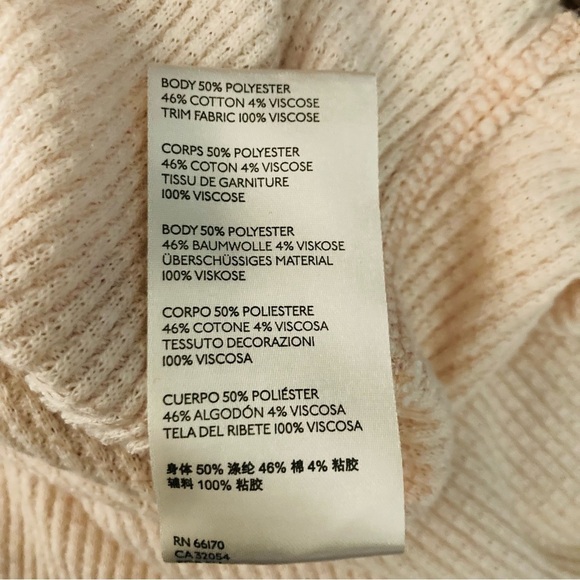 BODY 50% POLYESTER
46% COTTON 4% VISCOSE
TRIM FABRIC 100% VISCOSE
CORPS 50% POLYESTER
46% COTON 4% VISCOSE
TISSU DE GARNITURE
100% VISCOSE
BODY 50% POLYESTER
46% BAUMWOLLE 4% VISKOSE
ÜBERSCHÜSSIGES MATERIAL
100% VISKOSE
CORPO 50% POLIESTERE
46% COTONE 4% VISCOSA
TESSUTO DECORAZIONI
100% VISCOSA
CUERPO 50% POLIÉSTER
46% ALGODÓN 4% VISCOSA
TELA DEL RIBETE 100% VISCOSA
身体 50% 涤纶 46% 棉 4% 粘胶
辅料 100% 粘胶
RN 66170
CA 32054